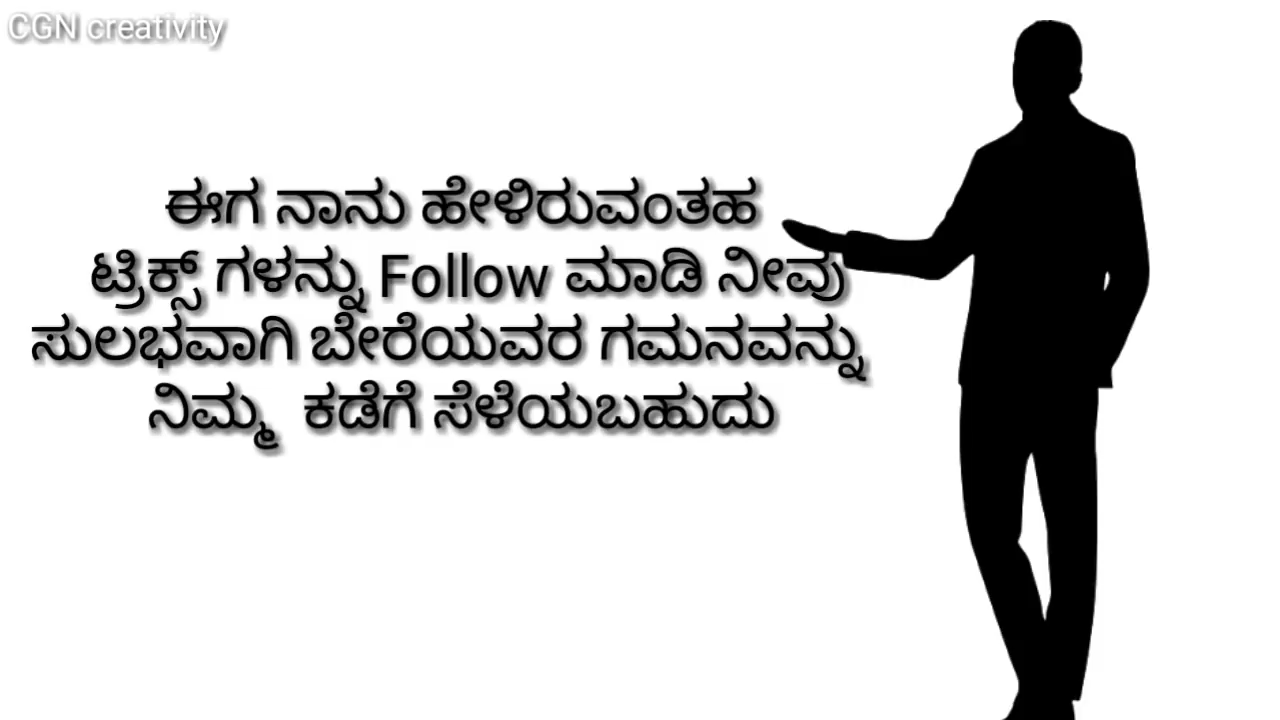 CGN creativity
ಈಗ ನಾನು ಹೇಳಿರುವಂತಹ
ಟ್ರಿಕ್ಸ್ ಗಳನ್ನು Follow ಮಾಡಿ ನೀವು
ಸುಲಭವಾಗಿ ಬೇರೆಯವರ ಗಮನವನ್ನು
ನಿಮ್ಮ ಕಡೆಗೆ ಸೆಳೆಯಬಹುದು